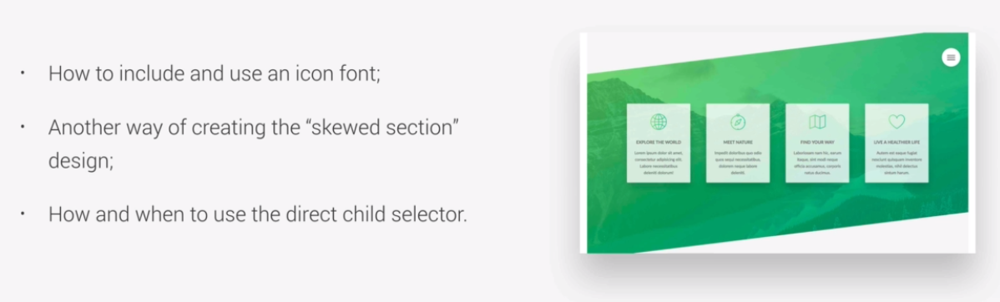 · How to include and use an icon font;
· Another way of creating the “skewed section”
design;
· How and when to use the direct child selector.
EXPLORE THE WORLD
Lorem ipsum dolor sit amet,
consectetur adipisicing elit.
Labore necessitatibus
deleniti dolorum!
MEET NATURE
Impedit doloribus quo odio
quos sequi necessitatibus,
dolorem neque labore
deleniti.
FIND YOUR WAY
Laboriosam nam hic, earum
itaque, sint modi neque
officia accusamus, corporis
natus ducimus.
LIVE A HEALTHIER LIFE
Autem est eaque fugiat
nesciunt quisquam inventore
molestias, nihil delectus
sintum harum.